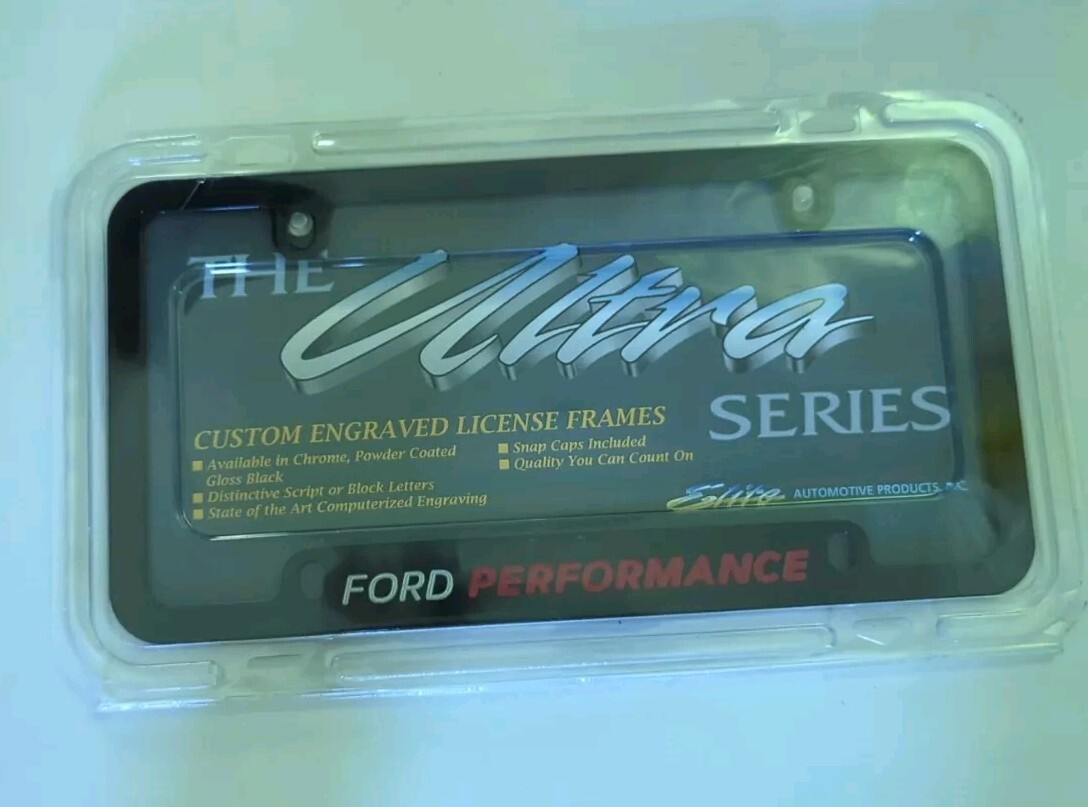 THE Ultra
SERIES
CUSTOM ENGRAVED LICENSE FRAMES
■ Available in Chrome, Powder Coated
Gloss Black
■ Distinctive Script or Block Letters
■ State of the Art Computerized Engraving
■ Snap Caps Included
■ Quality You Can Count On
Elite AUTOMOTIVE PRODUCTS,
FORD PERFORMANCE